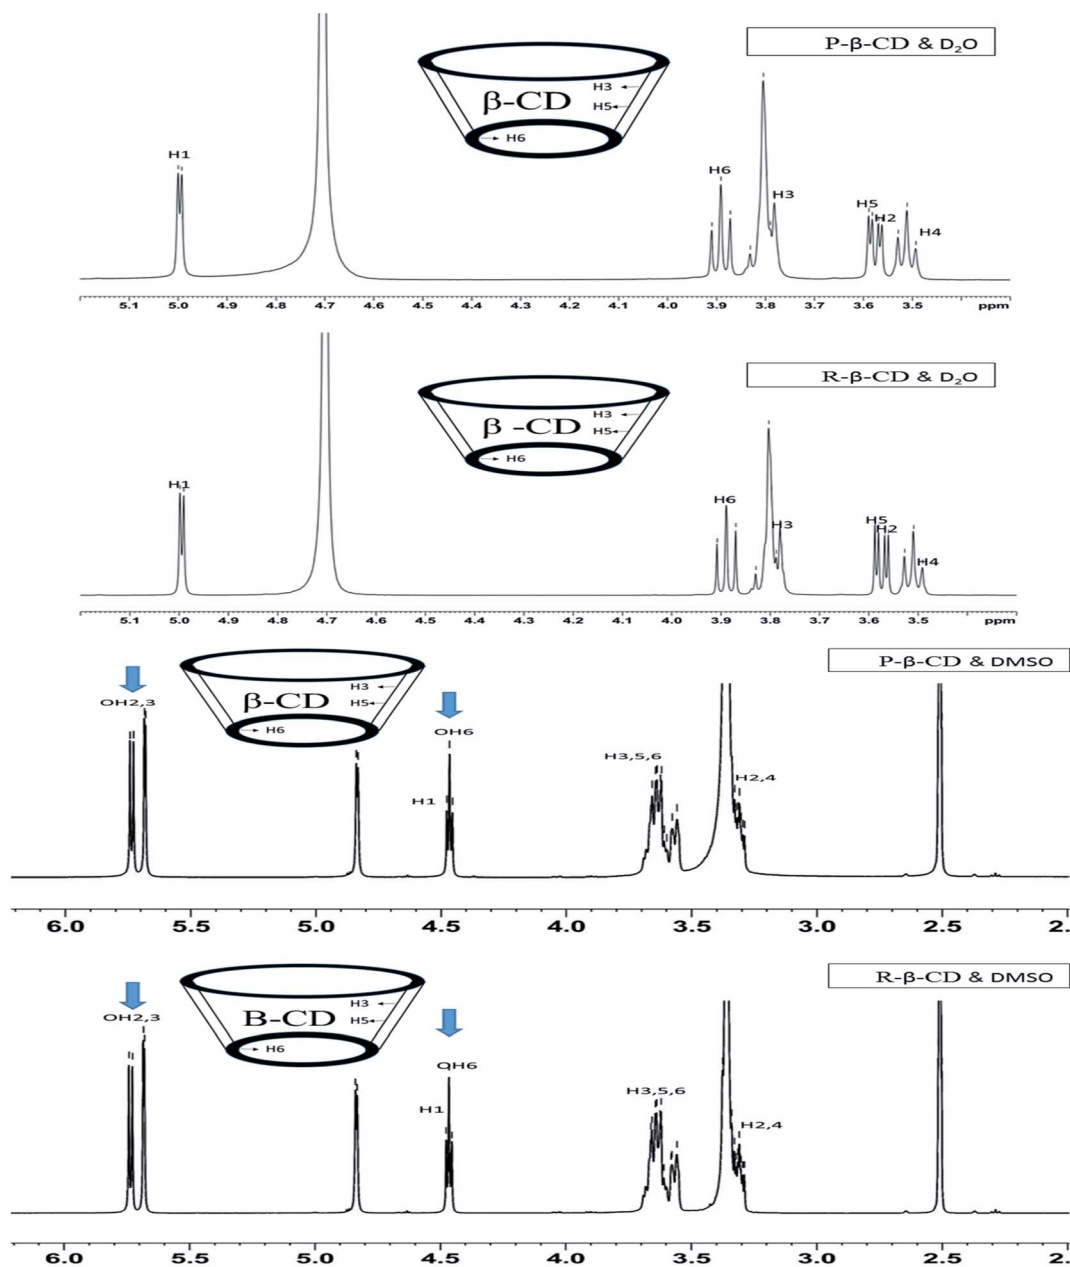 P-β-CD & D₂O
β-CD
H3
H5
H6
H1
H6
H3
H5
H2
H4
5.1 5.0 4.9 4.8 4.7 4.6 4.5 4.4 4.3 4.2 4.1 4.0 3.9 3.8 3.7 3.6 3.5 ppm
R-β-CD & D₂O
β -CD
H3
H5
H6
H1
H6
H3
H5
H2
H4
5.1 5.0 4.9 4.8 4.7 4.6 4.5 4.4 4.3 4.2 4.1 4.0 3.9 3.8 3.7 3.6 3.5 ppm
P-β-CD & DMSO
β-CD
H3
H5
H6
OH2,3
OH6
H1
H3,5,6
H2,4
6.0 5.5 5.0 4.5 4.0 3.5 3.0 2.5 2.
R-β-CD & DMSO
B-CD
H3
H5
H6
OH2,3
OH6
H1
H3,5,6
H2,4
6.0 5.5 5.0 4.5 4.0 3.5 3.0 2.5 2.